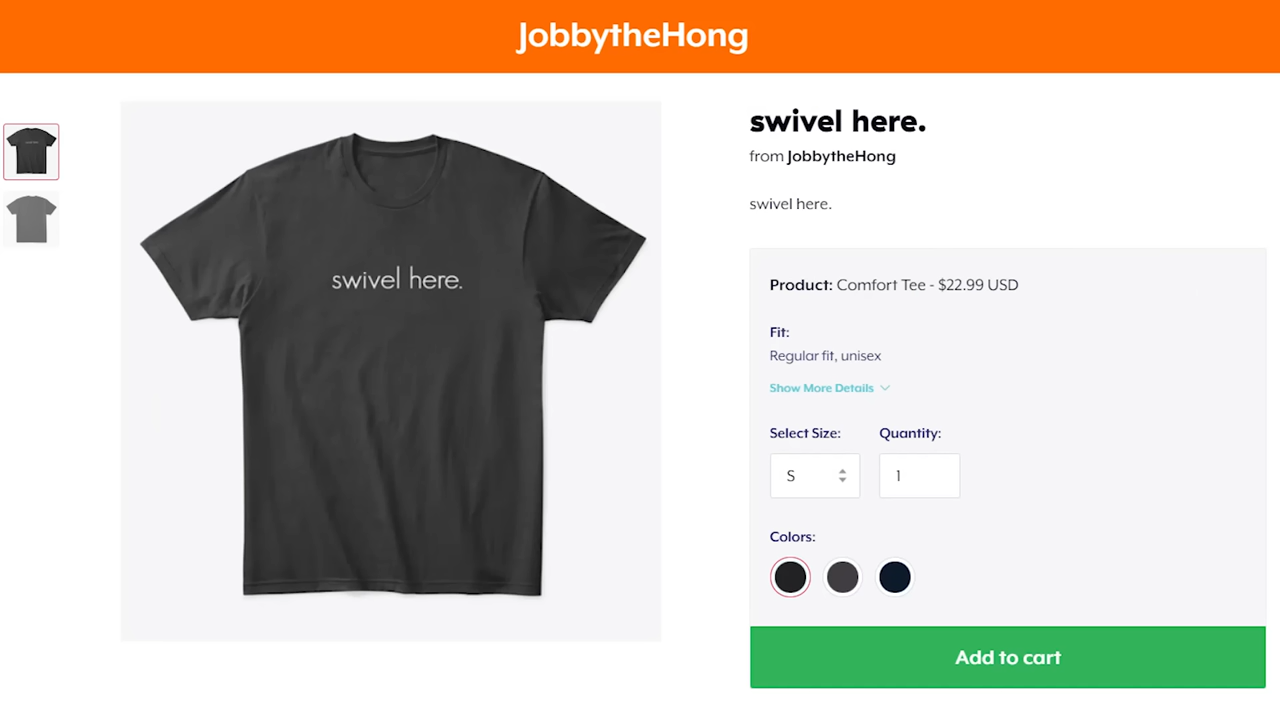 JobbytheHong
swivel here.
swivel here.
from JobbytheHong
swivel here.
Product: Comfort Tee - $22.99 USD
Fit:
Regular fit, unisex
Show More Details
Select Size: Quantity:
S 1
Colors:
Add to cart